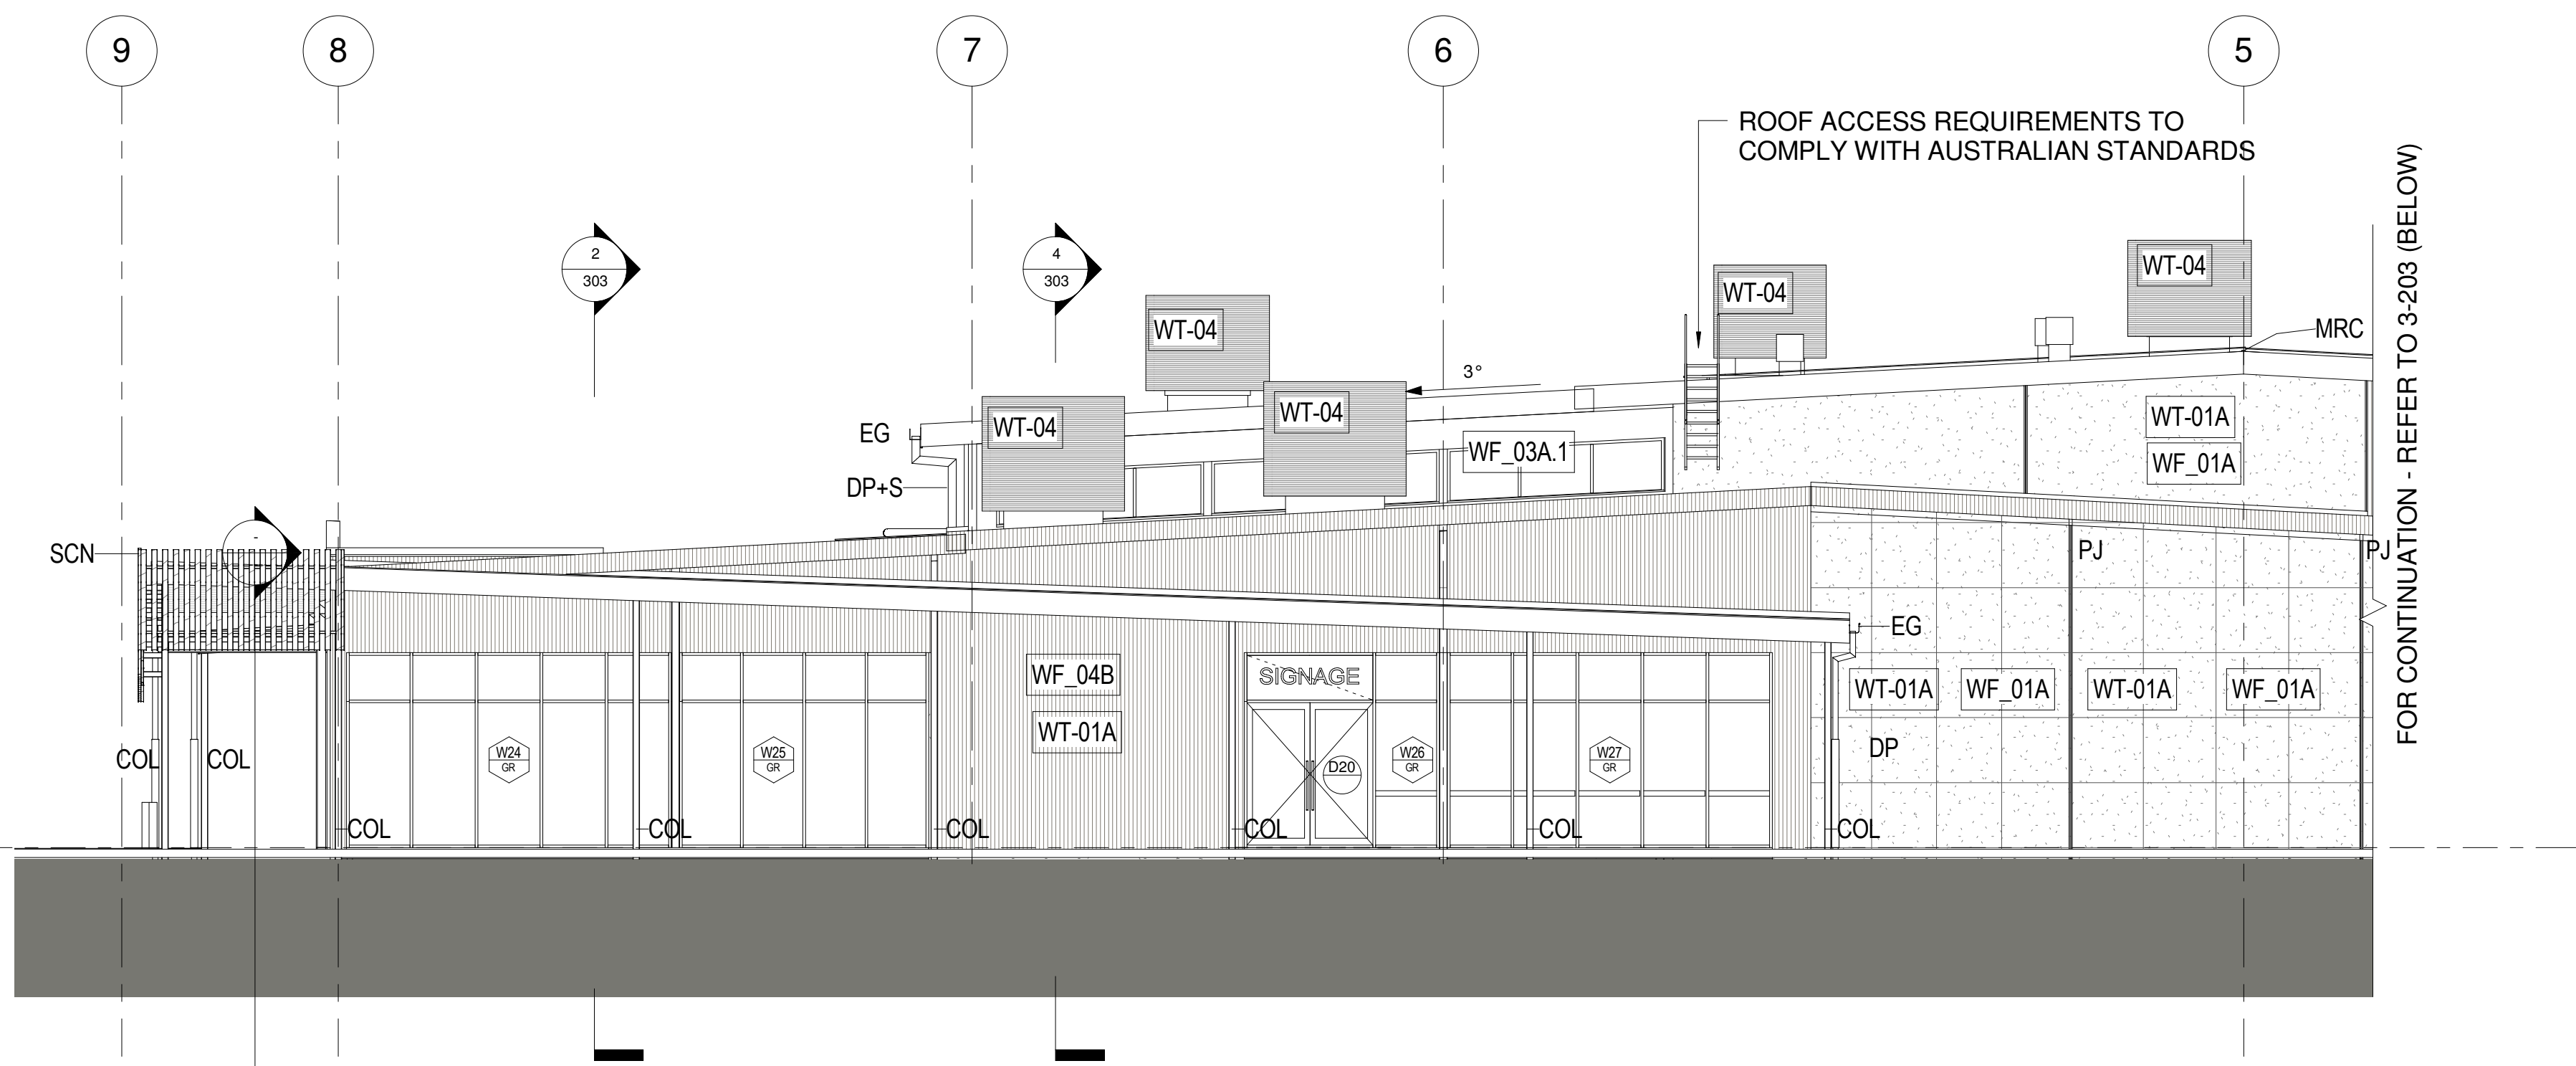 9
8
7
6
5
ROOF ACCESS REQUIREMENTS TO
COMPLY WITH AUSTRALIAN STANDARDS
FOR CONTINUATION - REFER TO 3-203 (BELOW)
2
303
4
303
WT-04
WT-04
WT-04
MRC
3°
WT-04
WT-04
EG
WT-01A
WF_03A.1
WF_01A
DP+S
SCN
-
PJ
PJ
EG
SIGNAGE
WF_04B
WT-01A
WT-01A
WF_01A
WT-01A
WF_01A
COL
COL
W24
GR
W25
GR
D20
W26
GR
W27
GR
DP
COL
COL
COL
COL
COL
COL